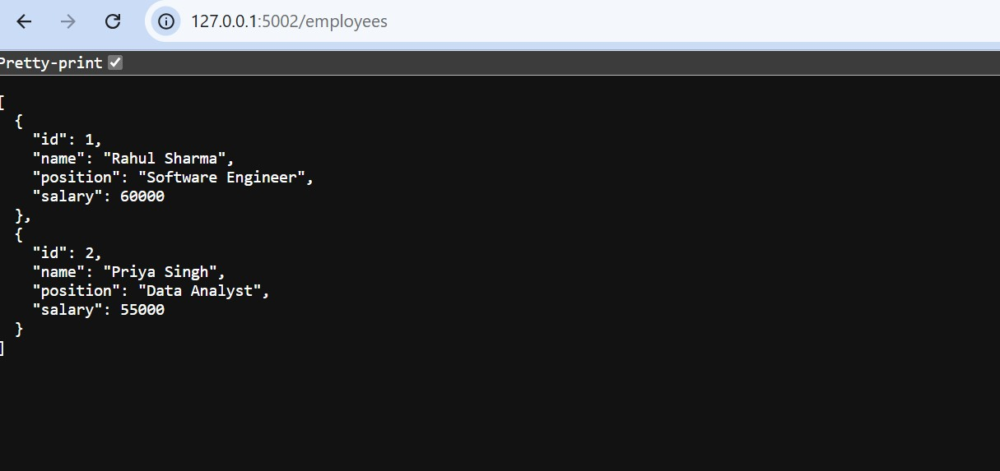 127.0.0.1:5002/employees
Pretty-print
[
  {
    "id": 1,
    "name": "Rahul Sharma",
    "position": "Software Engineer",
    "salary": 60000
  },
  {
    "id": 2,
    "name": "Priya Singh",
    "position": "Data Analyst",
    "salary": 55000
  }
]